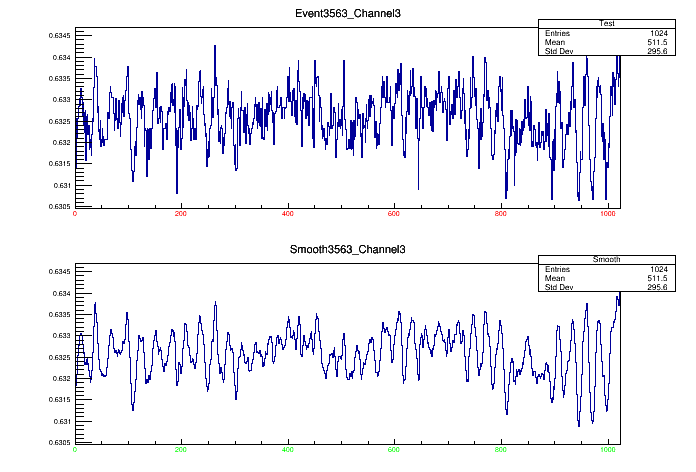 Event3563_Channel3
Test
Entries 1024
Mean 511.5
Std Dev 295.6
0.6345
0.634
0.6335
0.633
0.6325
0.632
0.6315
0.631
0.6305
0 200 400 600 800 1000
Smooth3563_Channel3
Smooth
Entries 1024
Mean 511.5
Std Dev 295.6
0.6345
0.634
0.6335
0.633
0.6325
0.632
0.6315
0.631
0.6305
0 200 400 600 800 1000